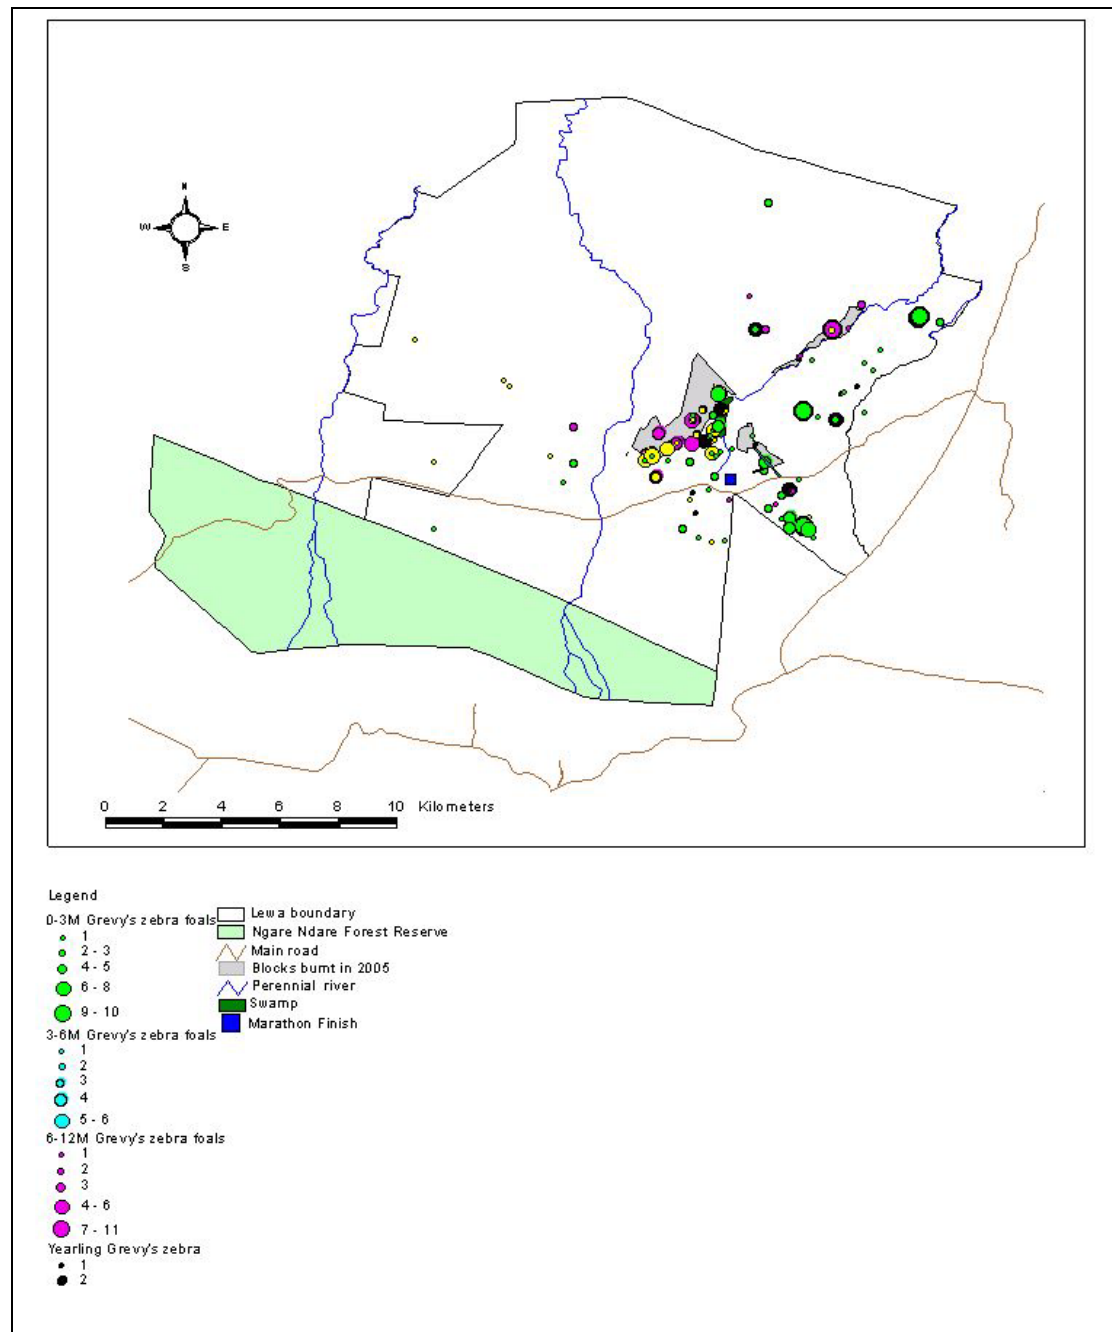 N
W E
S
0 2 4 6 8 10 Kilometers
Legend
0-3M Grevy's zebra foals
1
2 - 3
4 - 5
6 - 8
9 - 10
3-6M Grevy's zebra foals
1
2
3
4
5 - 6
6-12M Grevy's zebra foals
1
2
3
4 - 6
7 - 11
Yearling Grevy's zebra
1
2
Lewa boundary
Ngare Ndare Forest Reserve
Main road
Blocks burnt in 2005
Perennial river
Swamp
Marathon Finish